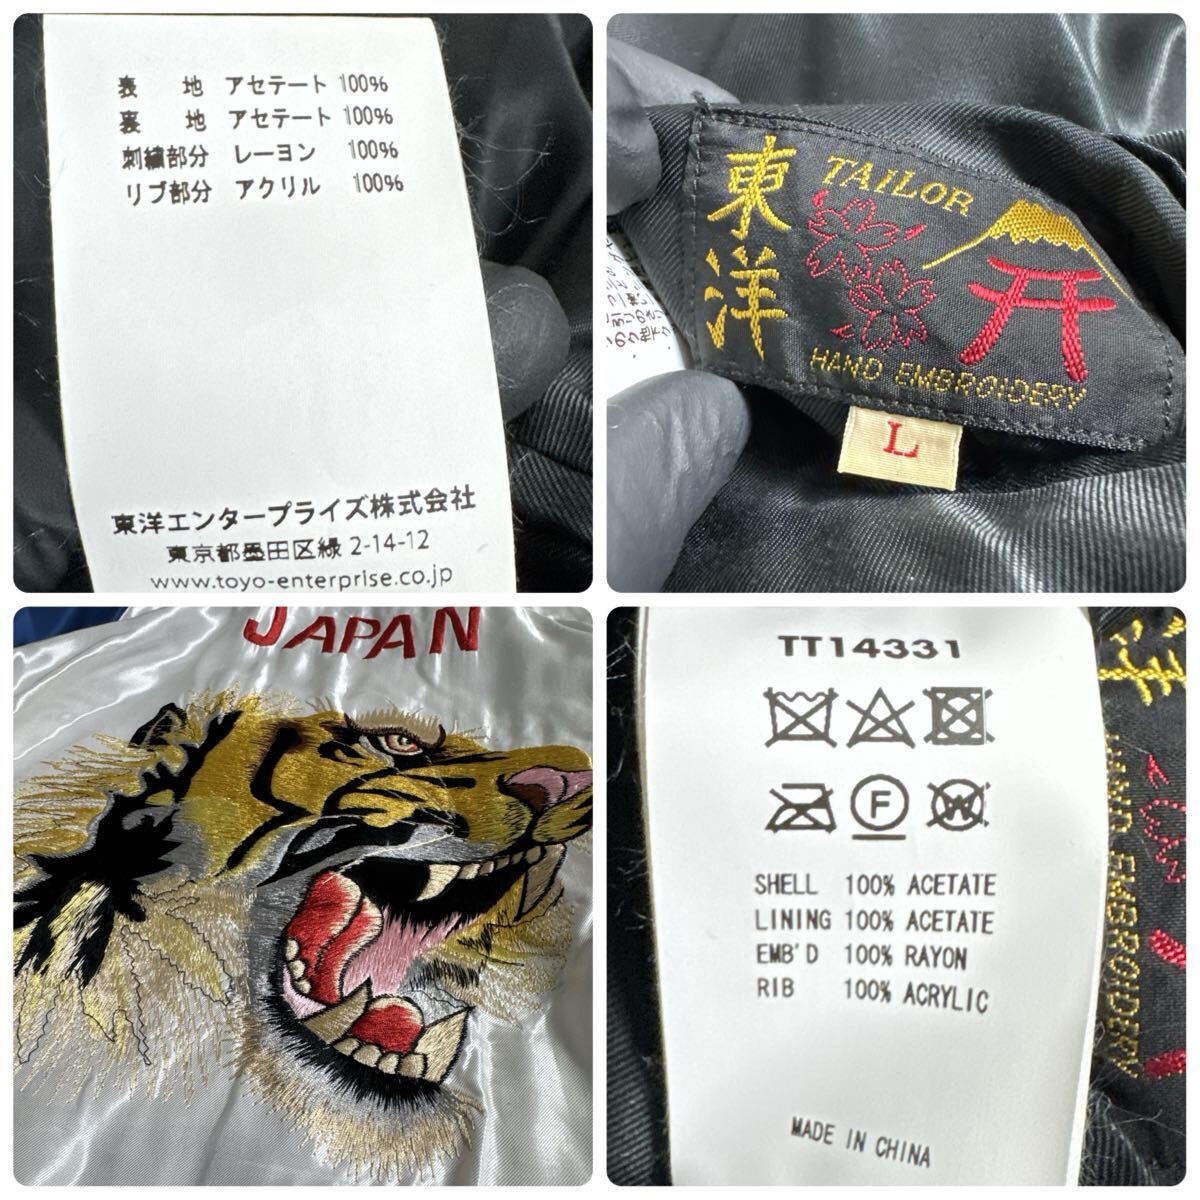 表 地 アセテート 100%
裏 地 アセテート 100%
刺繍部分 レーヨン 100%
リブ部分 アクリル 100%
東洋エンタープライズ株式会社
東京都墨田区緑 2-14-12
www.toyo-enterprise.co.jp
東洋
TAILOR
HAND EMBROIDERY
L
JAPAN
TT14331
F
W
SHELL 100% ACETATE
LINING 100% ACETATE
EMB'D 100% RAYON
RIB 100% ACRYLIC
MADE IN CHINA
HAND EMBROIDERY